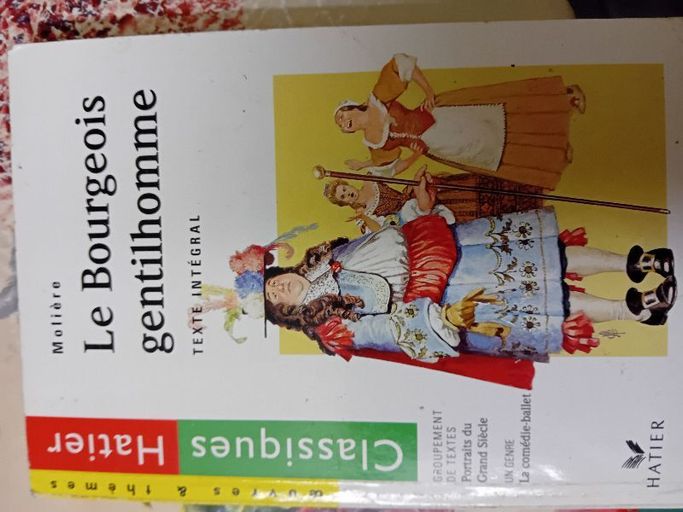 Molière
Le Bourgeois
gentilhomme
TEXTE INTÉGRAL
Classiques
Hatier
œuvres & thèmes
GROUPEMENT
DE TEXTES
Portraits du
Grand Siècle
UN GENRE
La comédie-ballet
HATIER